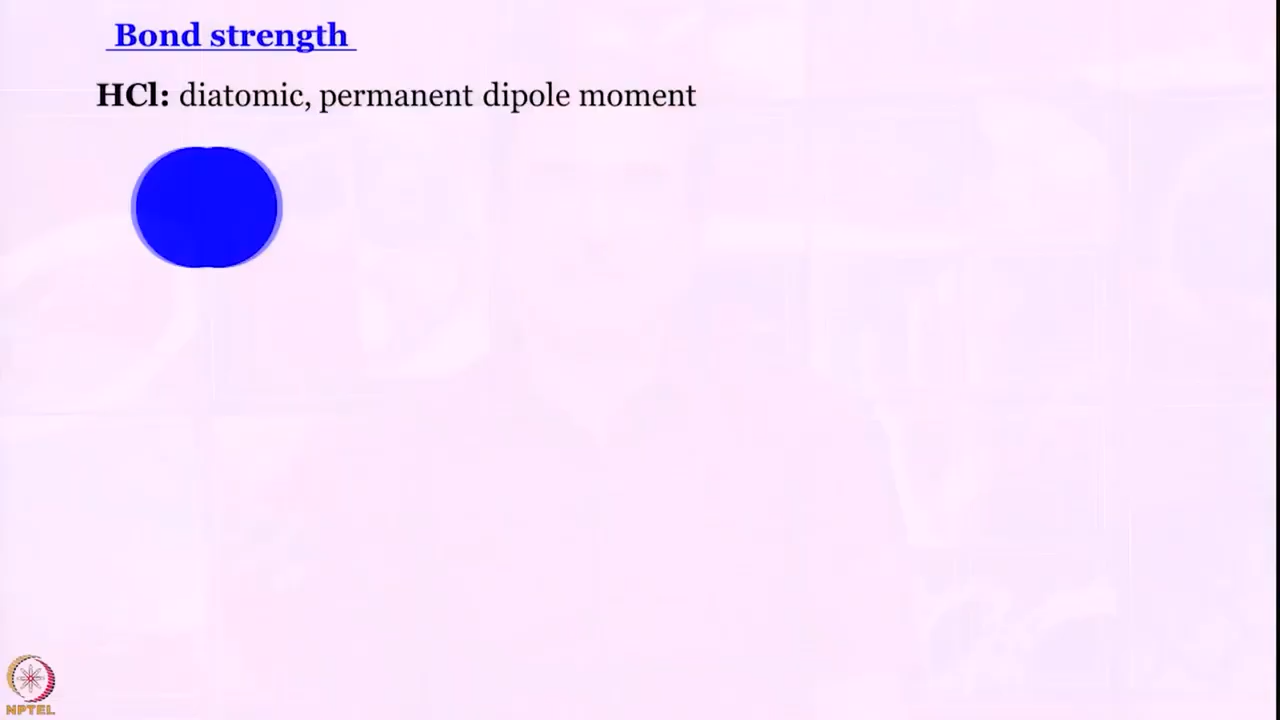 Bond strength
HCl: diatomic, permanent dipole moment
NPTEL